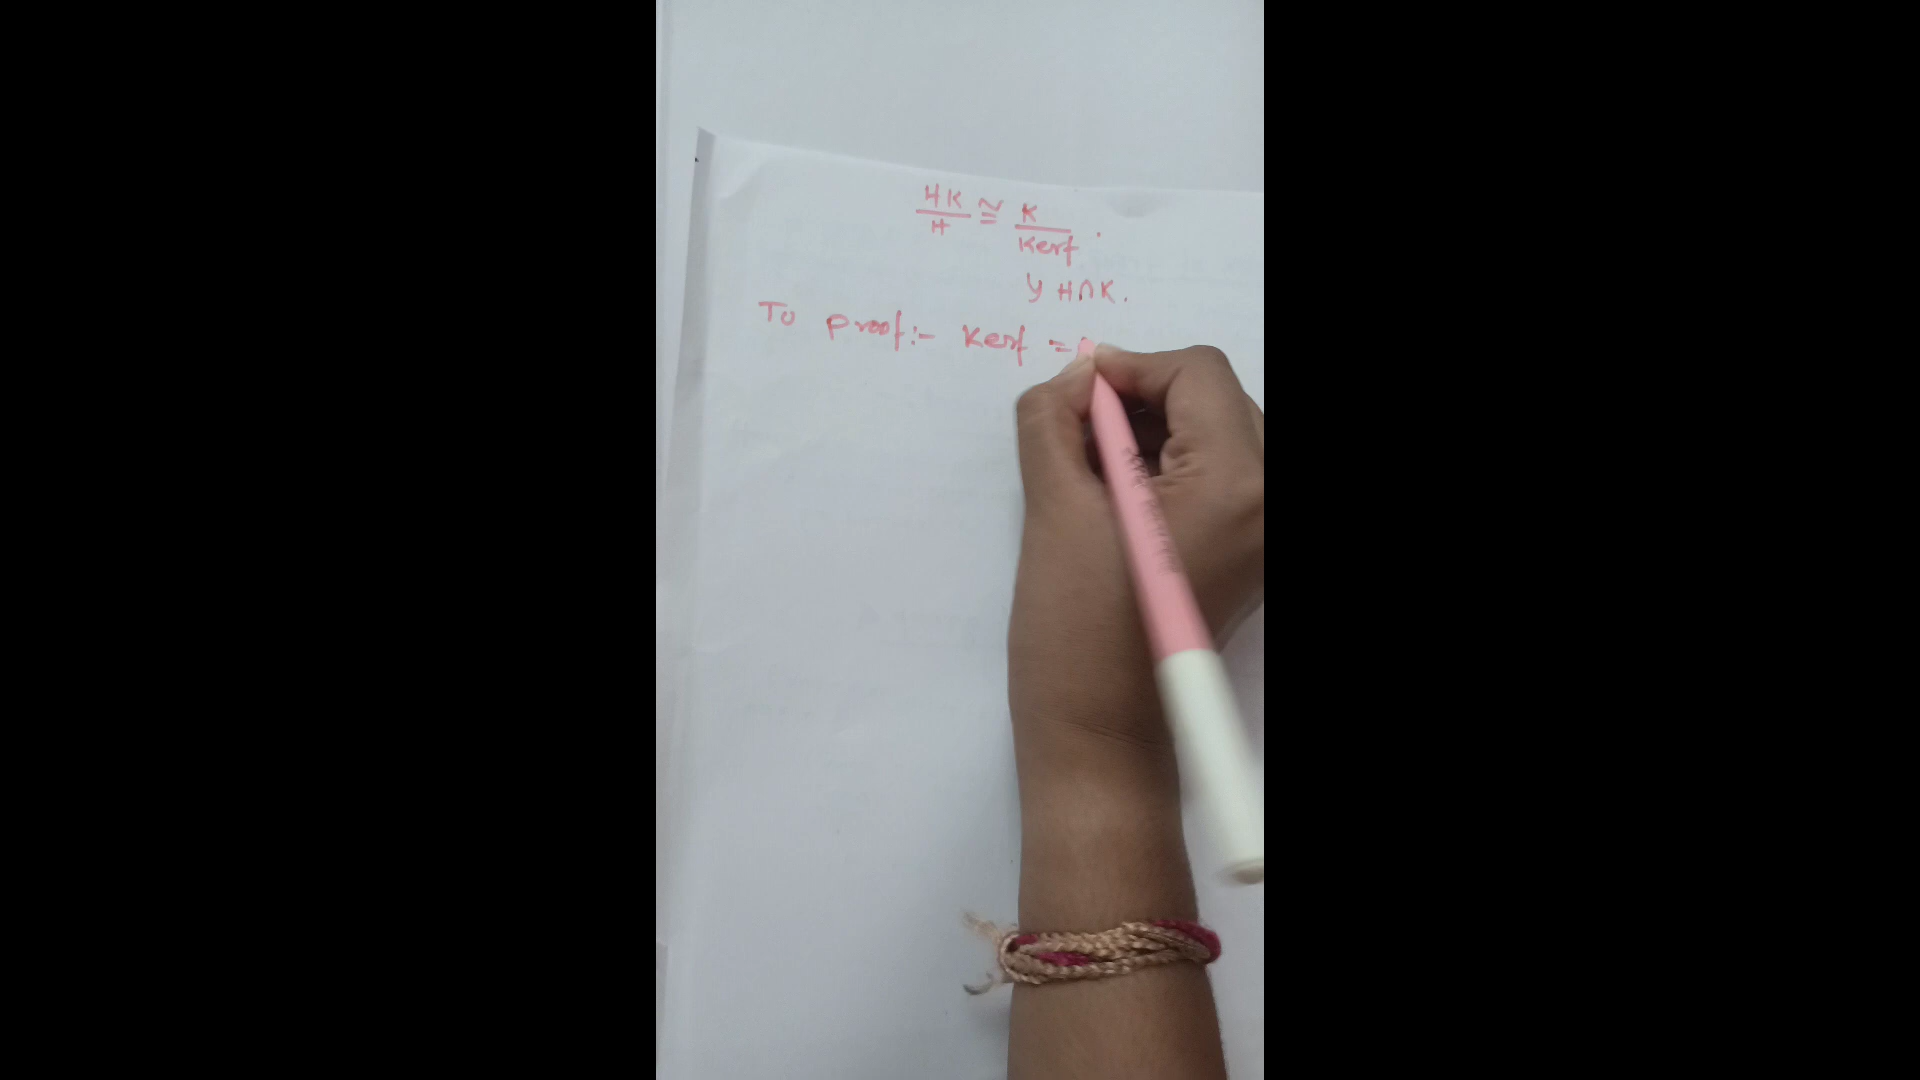 HK/H ≅ K/Kerf .
y H∩K.
To Proof:- Kerf =